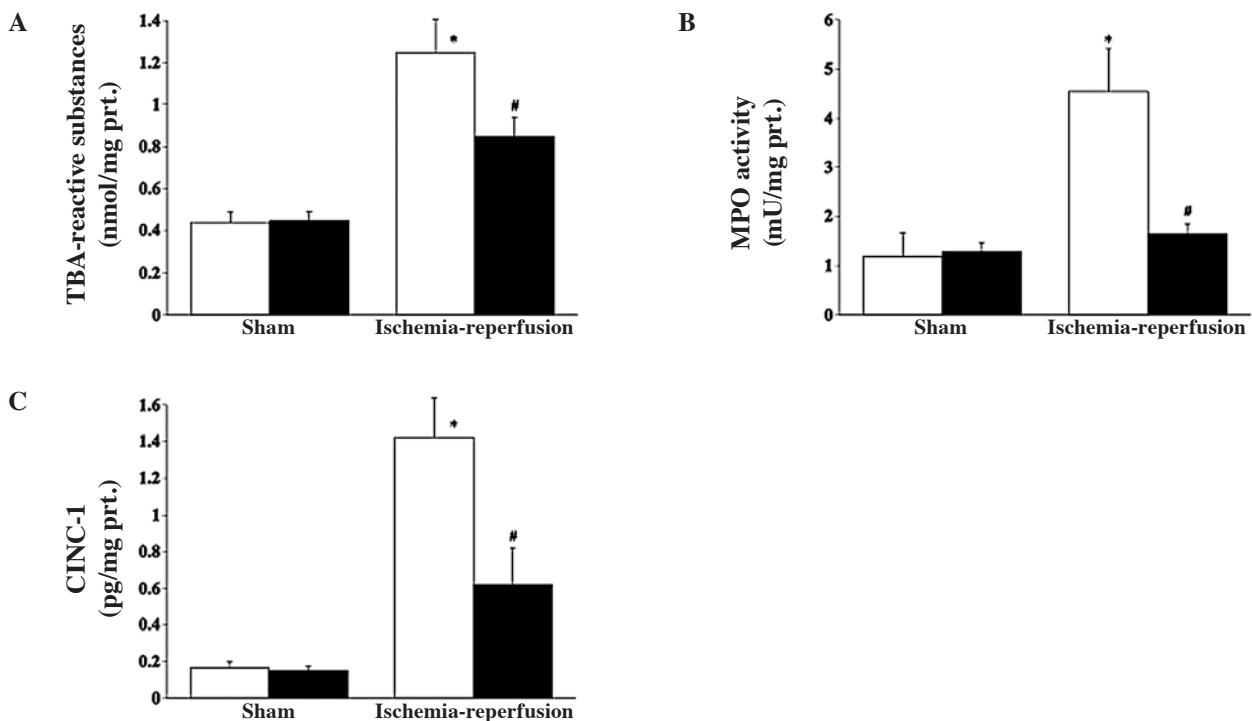 A
TBA-reactive substances
(nmol/mg prt.)
1.4
1.2
1
0.8
0.6
0.4
0.2
0
*
#
Sham
Ischemia-reperfusion
B
MPO activity
(mU/mg prt.)
6
5
4
3
2
1
0
*
#
Sham
Ischemia-reperfusion
C
CINC-1
(pg/mg prt.)
1.6
1.4
1.2
1
0.8
0.6
0.4
0.2
0
*
#
Sham
Ischemia-reperfusion